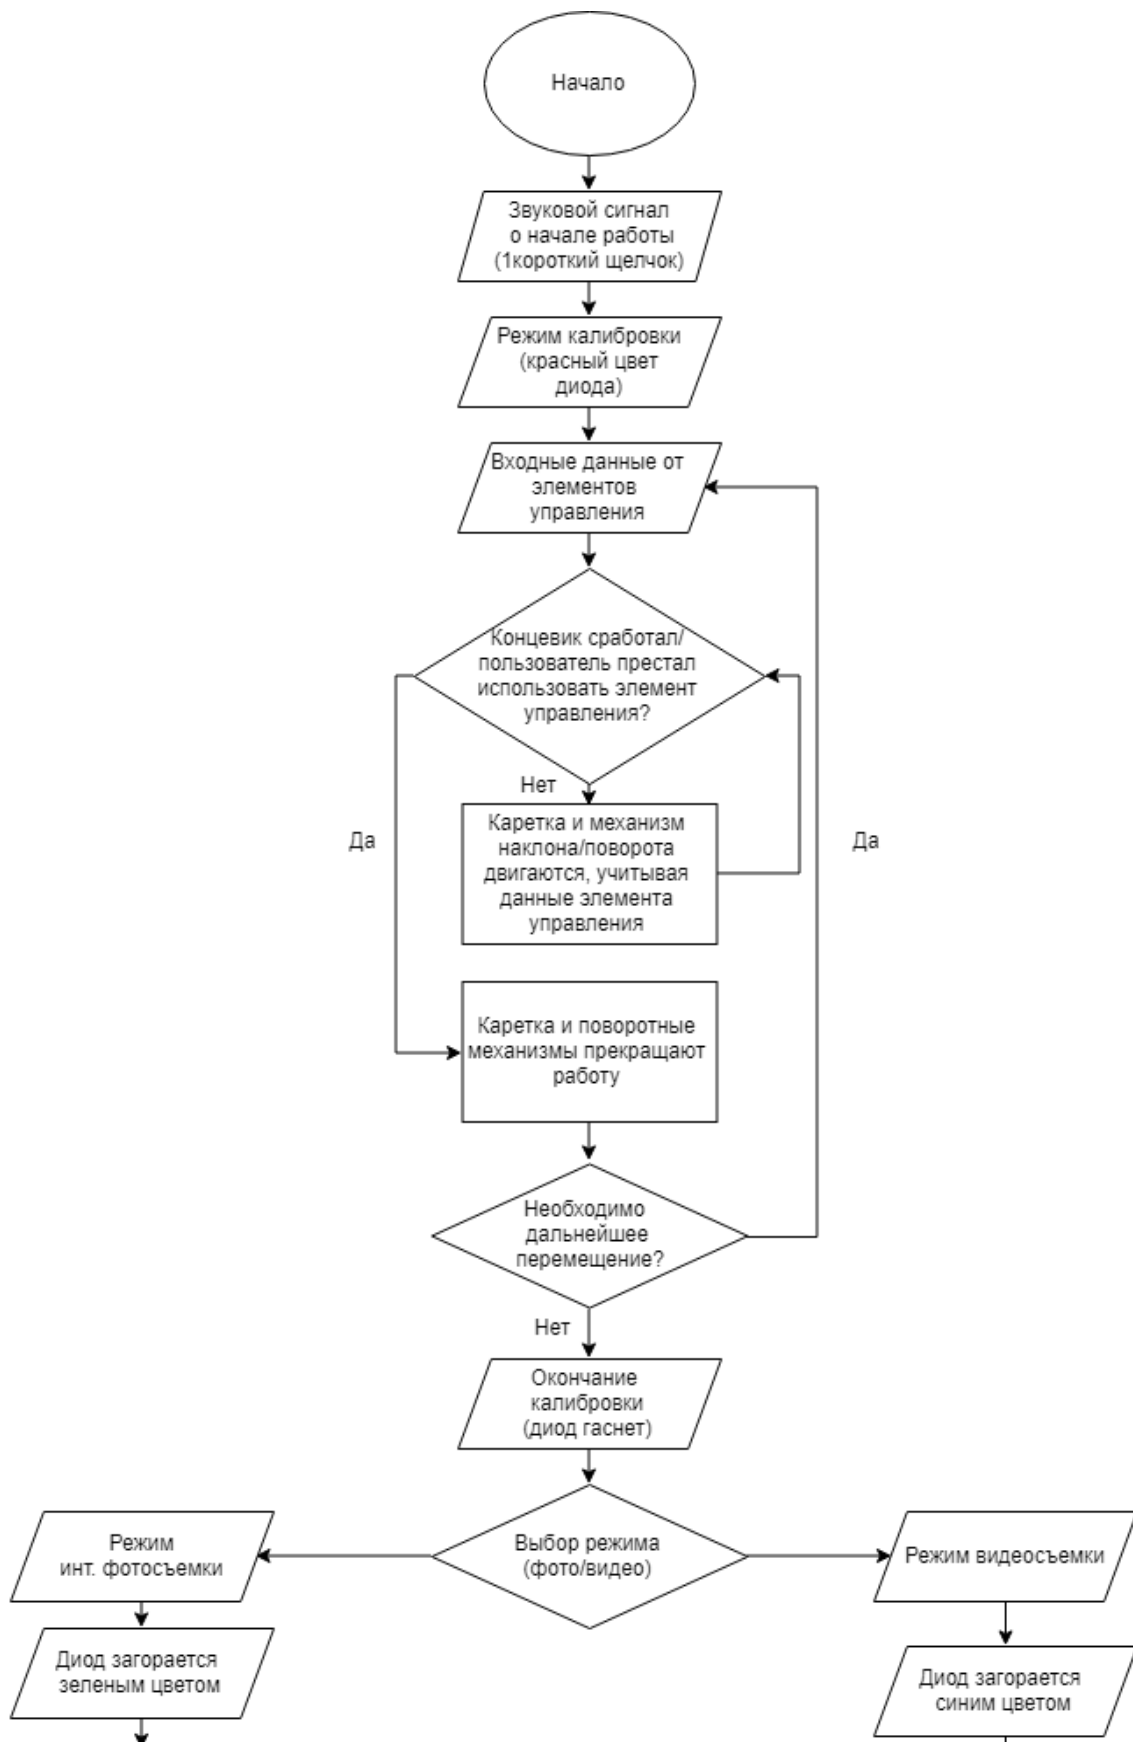 Начало
Звуковой сигнал
о начале работы
(1короткий щелчок)
Режим калибровки
(красный цвет
диода)
Входные данные от
элементов
управления
Концевик сработал/
пользователь престал
использовать элемент
управления?
Нет
Да
Да
Каретка и механизм
наклона/поворота
двигаются, учитывая
данные элемента
управления
Каретка и поворотные
механизмы прекращают
работу
Необходимо
дальнейшее
перемещение?
Нет
Окончание
калибровки
(диод гаснет)
Выбор режима
(фото/видео)
Режим
инт. фотосъемки
Режим видеосъемки
Диод загорается
зеленым цветом
Диод загорается
синим цветом